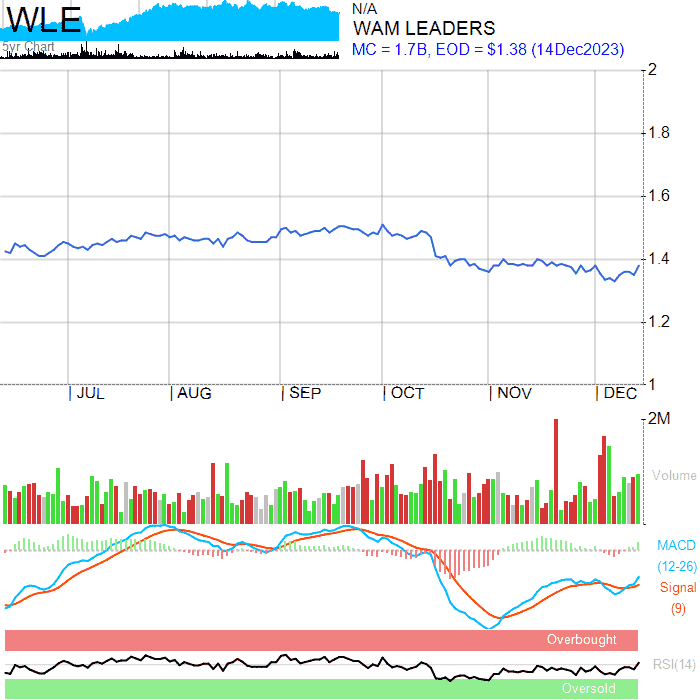 WLE
5yr Chart
N/A
WAM LEADERS
MC = 1.7B, EOD = $1.38 (14Dec2023)
2
1.8
1.6
1.4
1.2
1
JUL AUG SEP OCT NOV DEC
2M
Volume
MACD
(12-26)
Signal
(9)
Overbought
RSI(14)
Oversold